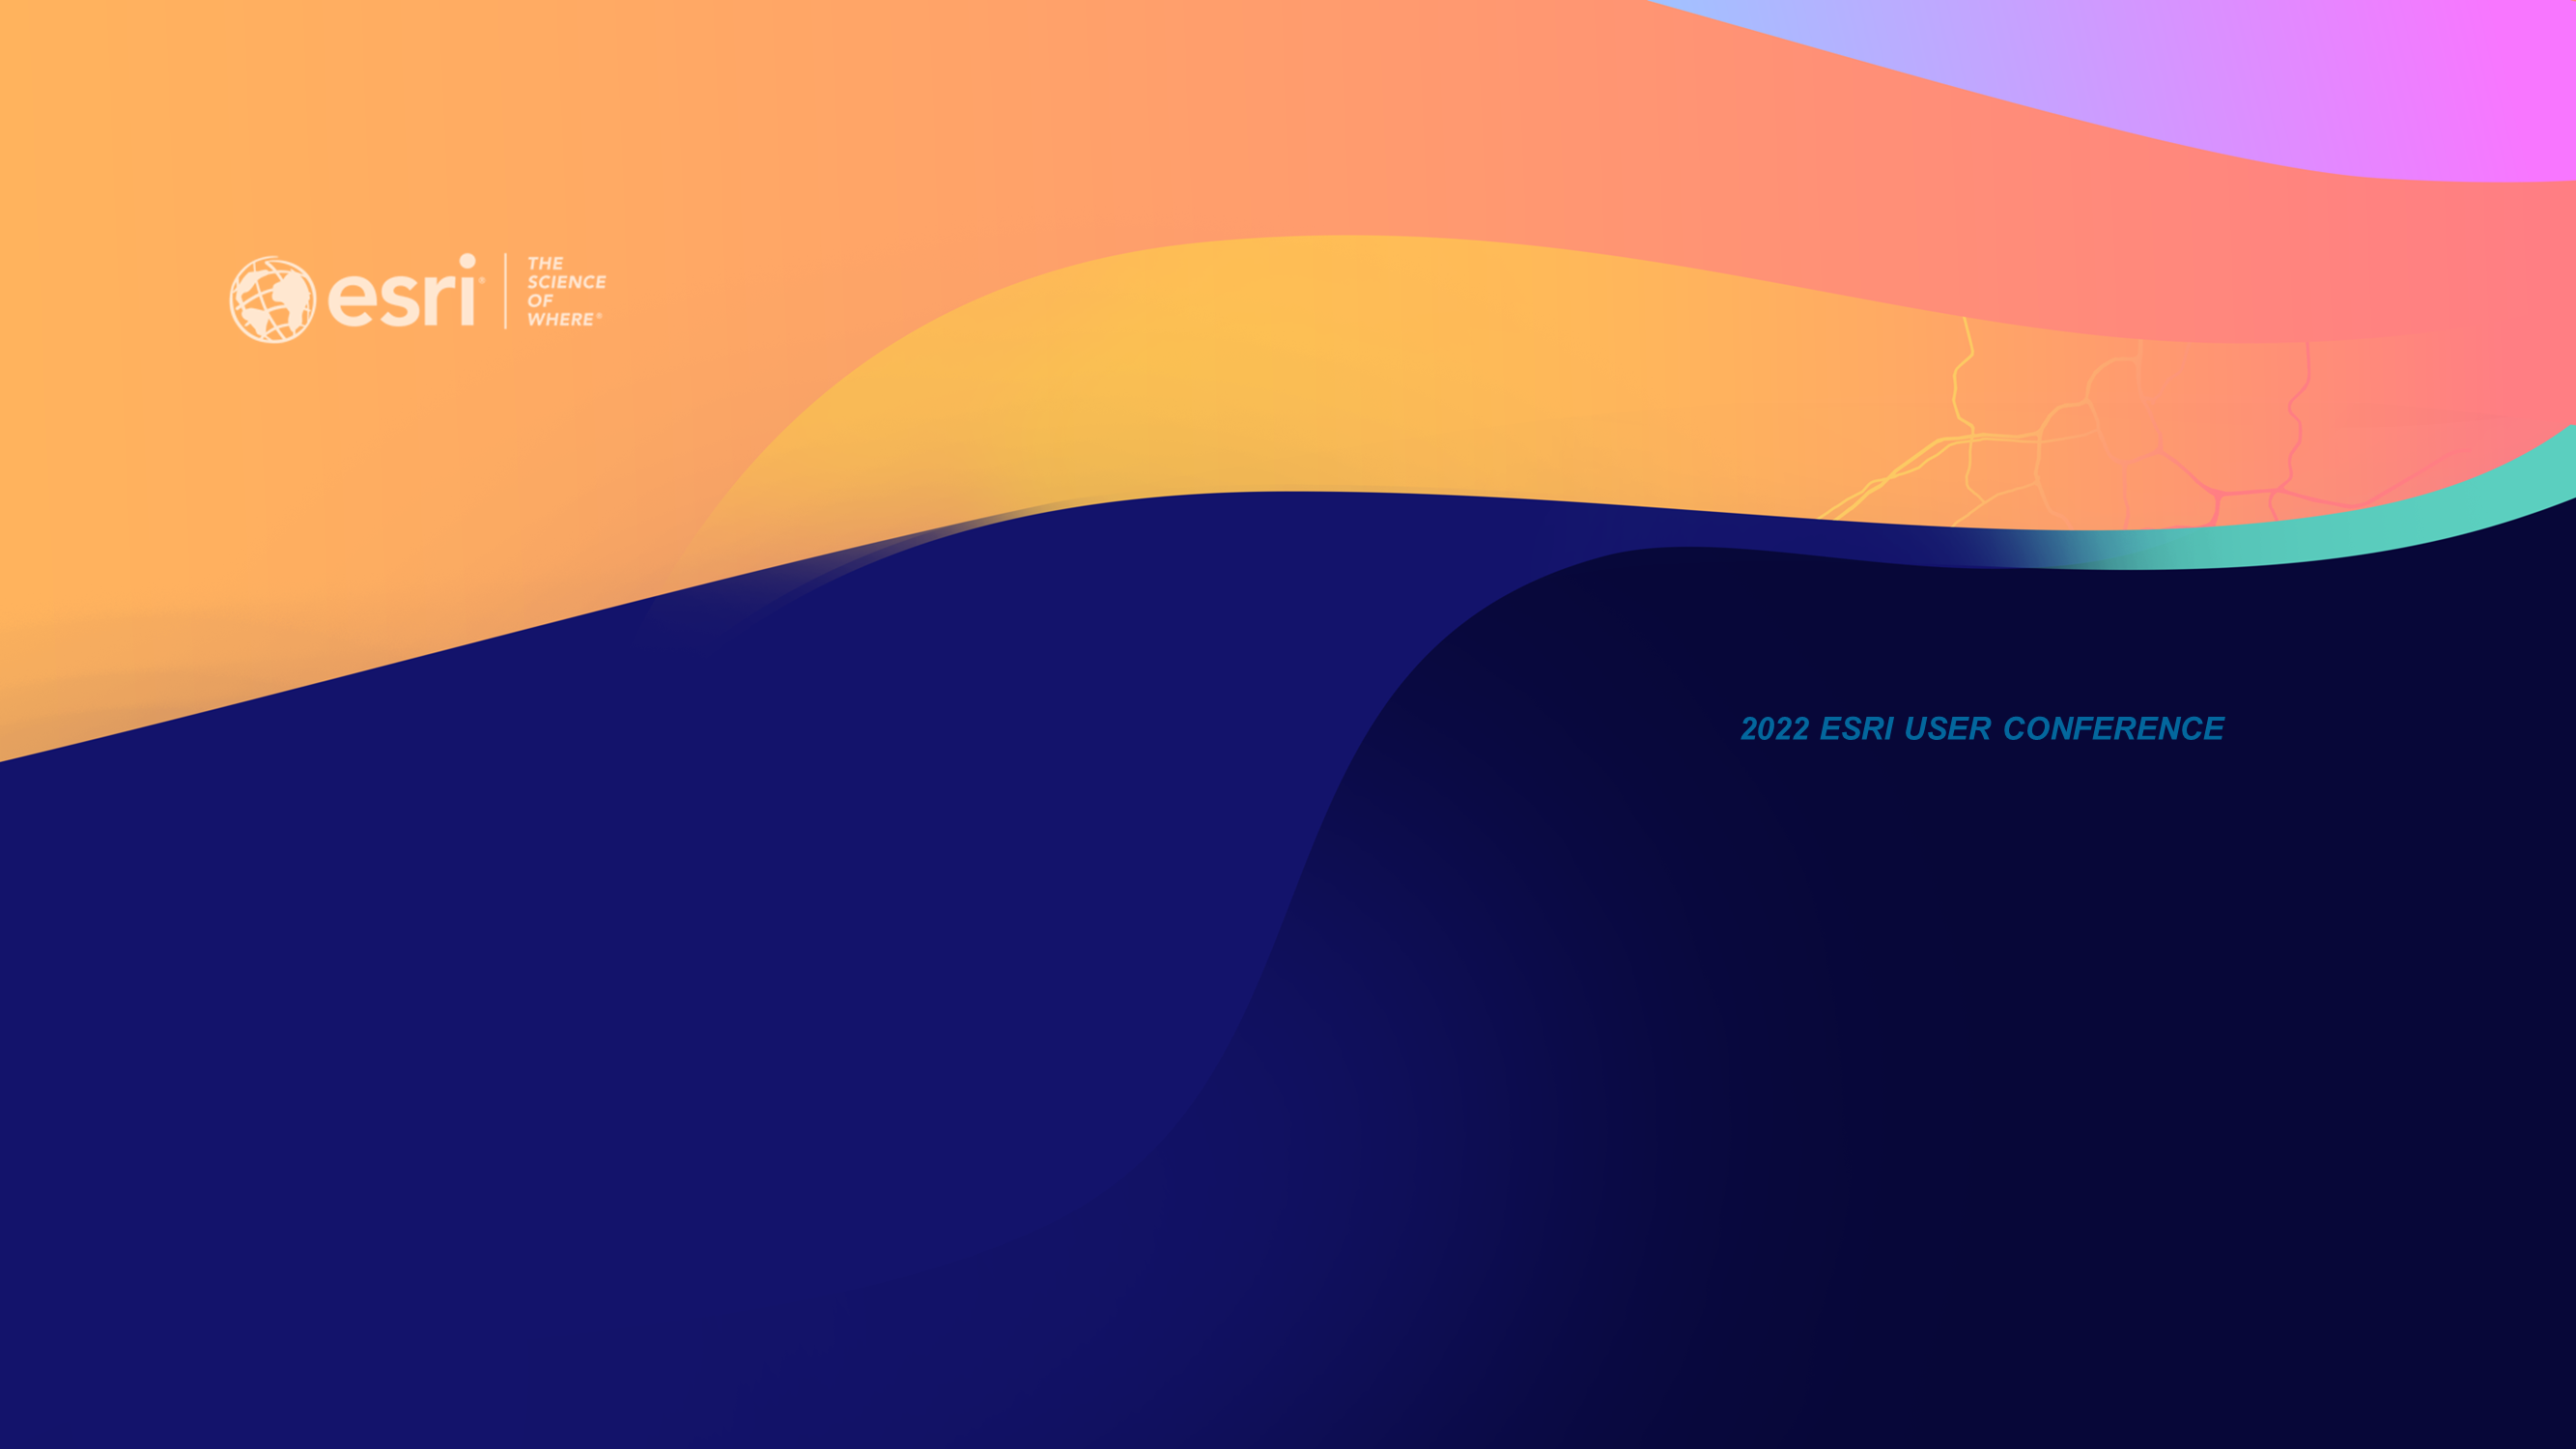 esri®
THE
SCIENCE
OF
WHERE®
2022 ESRI USER CONFERENCE